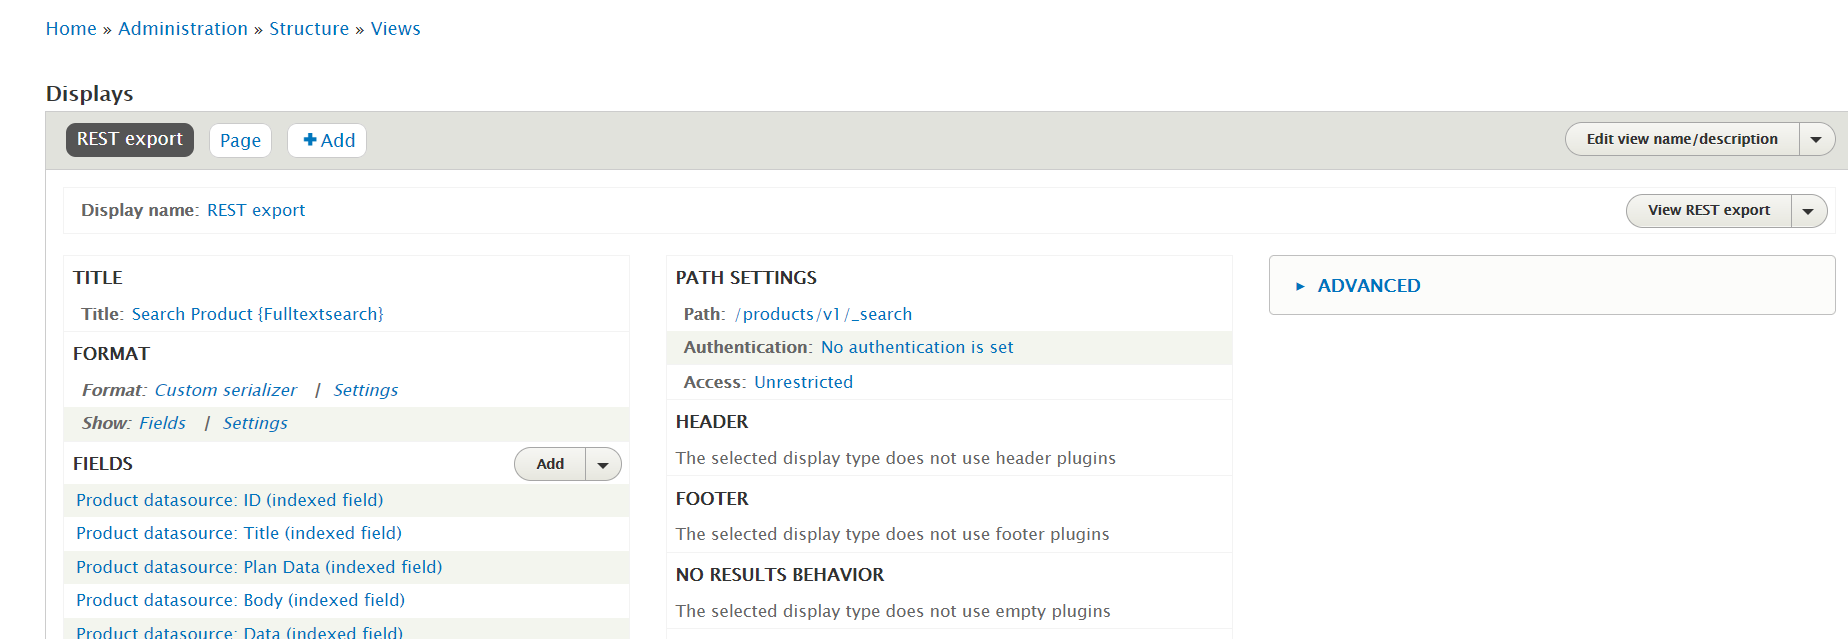 Home » Administration » Structure » Views
Displays
REST export
Page
Add
Edit view name/description
Display name: REST export
View REST export
TITLE
Title: Search Product {Fulltextsearch}
FORMAT
Format: Custom serializer | Settings
Show: Fields | Settings
FIELDS
Add
Product datasource: ID (indexed field)
Product datasource: Title (indexed field)
Product datasource: Plan Data (indexed field)
Product datasource: Body (indexed field)
Product datasource: Data (indexed field)
PATH SETTINGS
Path: /products/v1/_search
Authentication: No authentication is set
Access: Unrestricted
HEADER
The selected display type does not use header plugins
FOOTER
The selected display type does not use footer plugins
NO RESULTS BEHAVIOR
The selected display type does not use empty plugins
ADVANCED